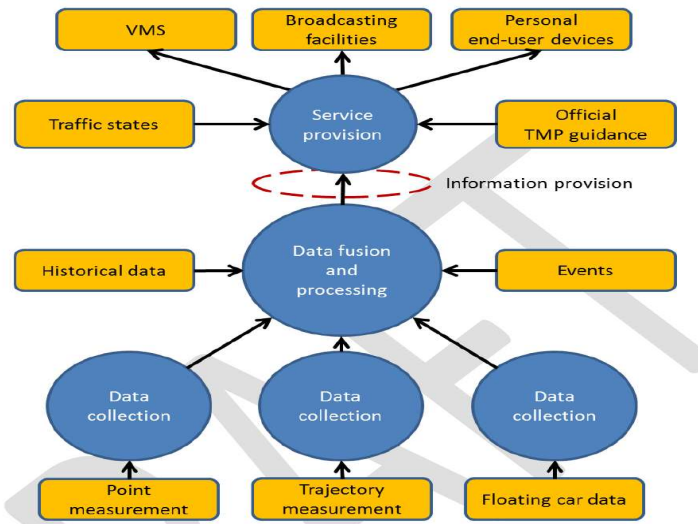 VMS
Broadcasting
facilities
Personal
end-user devices
Traffic states
Service
provision
Official
TMP guidance
Information provision
Historical data
Data fusion
and
processing
Events
Data
collection
Data
collection
Data
collection
Point
measurement
Trajectory
measurement
Floating car data